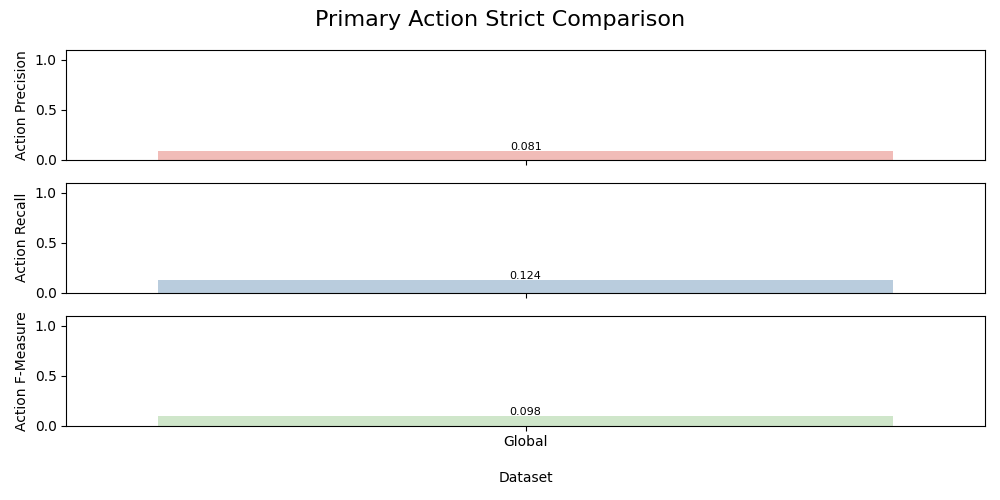 Primary Action Strict Comparison
Action Precision
1.0
0.5
0.0
0.081
Action Recall
1.0
0.5
0.0
0.124
Action F-Measure
1.0
0.5
0.0
0.098
Global
Dataset